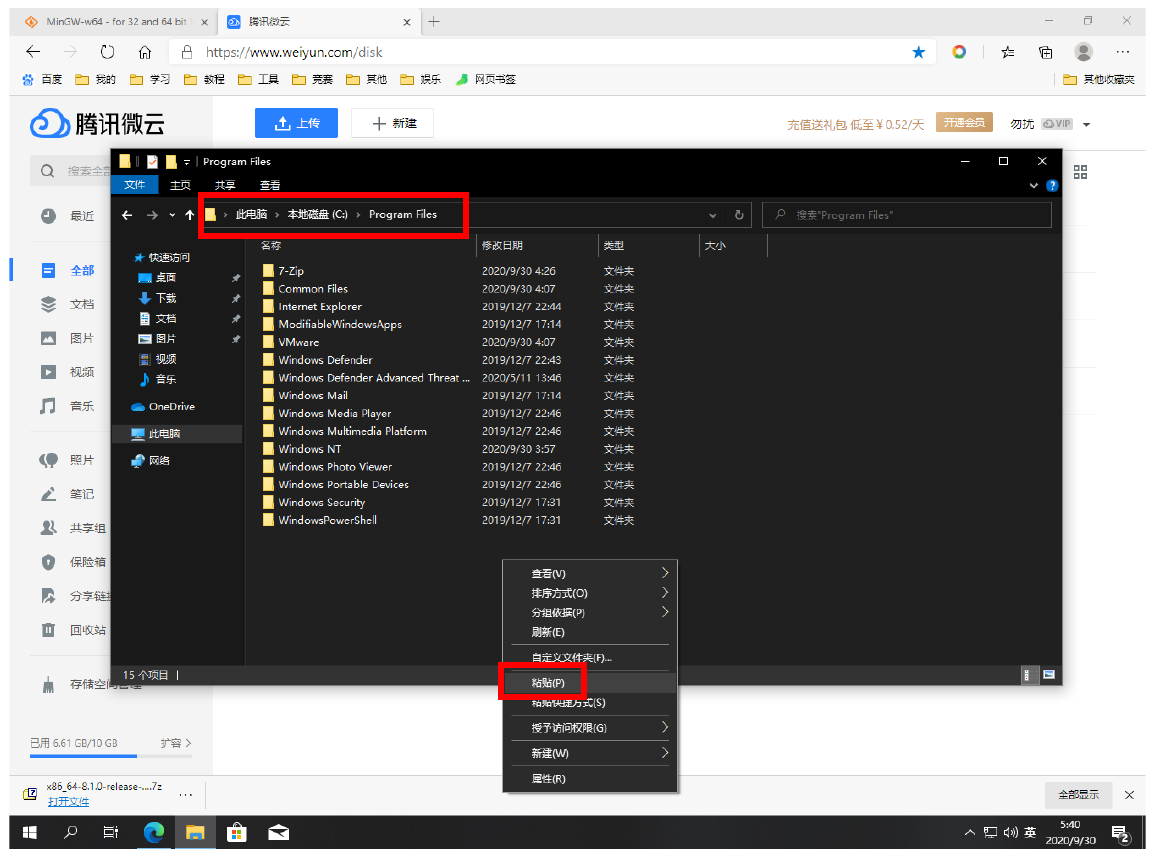 MinGW-w64 - for 32 and 64 bit
腾讯微云
https://www.weiyun.com/disk
百度 我的 学习 教程 工具 竞赛 其他 娱乐 网页书签 其他收藏夹
腾讯微云
上传 新建
充值送礼包 低至¥0.52/天 开通会员 勿扰 VIP
搜索全部
最近
全部
文档
图片
视频
音乐
照片
笔记
共享组
保险箱
分享链接
回收站
存储空间管理
已用 6.61 GB/10 GB 扩容
Program Files
文件 主页 共享 查看
此电脑 本地磁盘 (C:) Program Files
搜索"Program Files"
快速访问
桌面
下载
文档
图片
视频
音乐
OneDrive
此电脑
网络
名称 修改日期 类型 大小
7-Zip 2020/9/30 4:26 文件夹
Common Files 2020/9/30 4:07 文件夹
Internet Explorer 2019/12/7 22:44 文件夹
ModifiableWindowsApps 2019/12/7 17:14 文件夹
VMware 2020/9/30 4:07 文件夹
Windows Defender 2019/12/7 22:43 文件夹
Windows Defender Advanced Threat ... 2020/5/11 13:46 文件夹
Windows Mail 2019/12/7 17:14 文件夹
Windows Media Player 2019/12/7 22:46 文件夹
Windows Multimedia Platform 2019/12/7 22:46 文件夹
Windows NT 2020/9/30 3:57 文件夹
Windows Photo Viewer 2019/12/7 22:46 文件夹
Windows Portable Devices 2019/12/7 22:46 文件夹
Windows Security 2019/12/7 17:31 文件夹
WindowsPowerShell 2019/12/7 17:31 文件夹
15 个项目
查看(V)
排序方式(O)
分组依据(P)
刷新(E)
自定义文件夹(F)...
粘贴(P)
粘贴快捷方式(S)
授予访问权限(G)
新建(W)
属性(R)
x86_64-8.1.0-release-....7z
打开文件
全部显示
英
5:40
2020/9/30
2